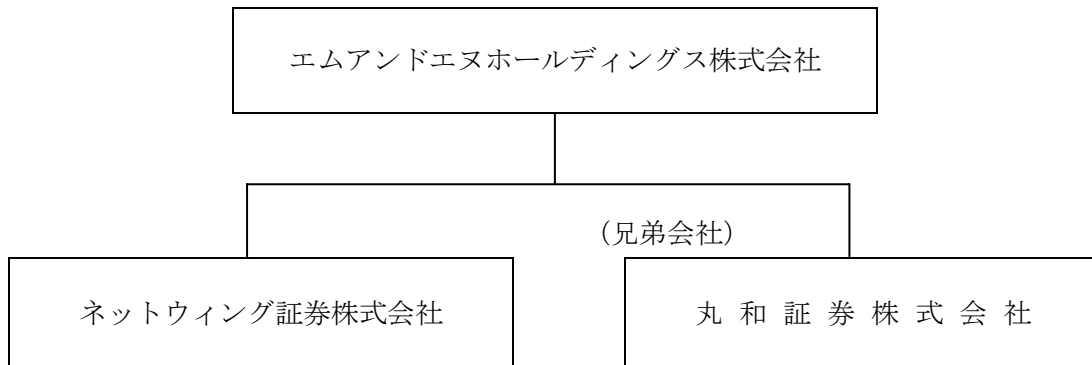 エムアンドエヌホールディングス株式会社
（兄弟会社）
ネットウィング証券株式会社
丸 和 証 券 株 式 会 社